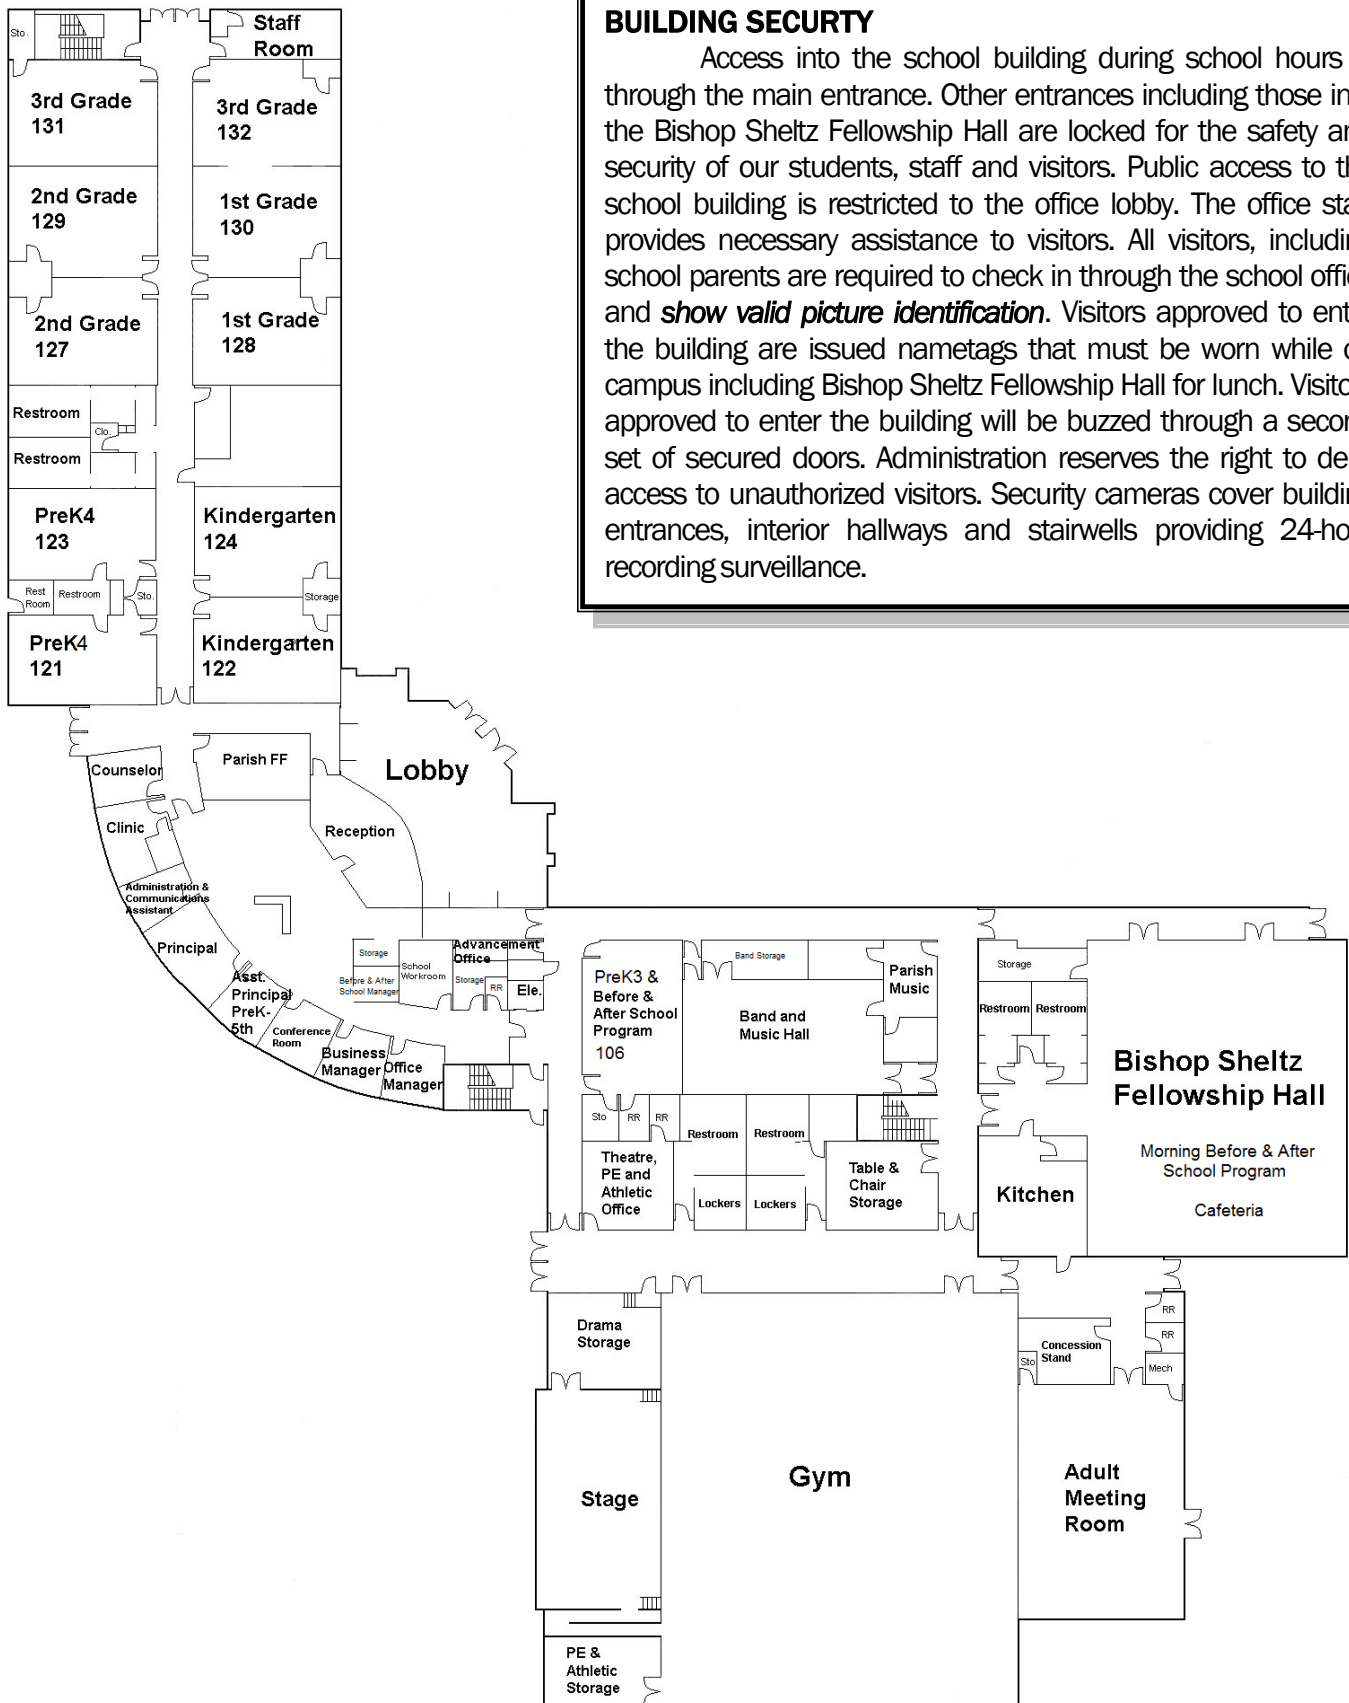 BUILDING SECURTY
Access into the school building during school hours
through the main entrance. Other entrances including those in
the Bishop Sheltz Fellowship Hall are locked for the safety
security of our students, staff and visitors. Public access to
school building is restricted to the office lobby. The office
provides necessary assistance to visitors. All visitors,
school parents are required to check in through the school
and show valid picture identification. Visitors approved to
the building are issued nametags that must be worn while
campus including Bishop Sheltz Fellowship Hall for lunch.
approved to enter the building will be buzzed through a
set of secured doors. Administration reserves the right to
access to unauthorized visitors. Security cameras cover
entrances, interior hallways and stairwells providing
recording surveillance.
Sto.
Staff
Room
3rd Grade
131
3rd Grade
132
2nd Grade
129
1st Grade
130
2nd Grade
127
1st Grade
128
Restroom
Clo.
Restroom
PreK4
123
Kindergarten
124
Rest
Room
Restroom
Sto.
Storage
PreK4
121
Kindergarten
122
Counselor
Parish FF
Lobby
Clinic
Reception
Administration &
Communications
Assistant
Principal
Asst.
Principal
PreK-
5th
Conference
Room
Business
Manager
Office
Manager
Storage
Before & After
School Manager
School
Workroom
Advancement
Office
Storage
RR
Ele.
PreK3 &
Before &
After School
Program
106
Band Storage
Band and
Music Hall
Parish
Music
Storage
Restroom
Restroom
Bishop Sheltz
Fellowship Hall
Morning Before & After
School Program
Cafeteria
Kitchen
Sto
RR
RR
Restroom
Restroom
Theatre,
PE and
Athletic
Office
Lockers
Lockers
Table &
Chair
Storage
Drama
Storage
Stage
Gym
PE &
Athletic
Storage
Concession
Stand
Sto
RR
RR
Mech
Adult
Meeting
Room